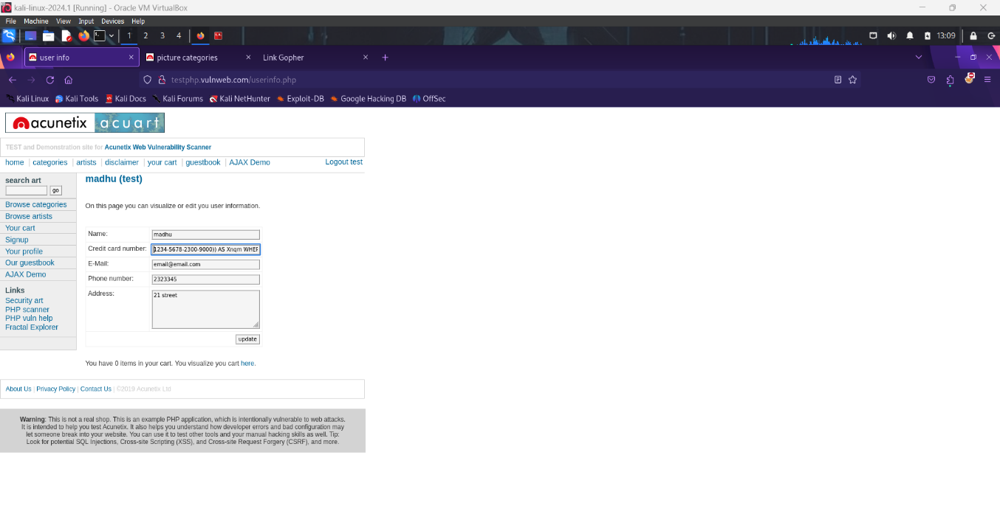 kali-linux-2024.1 [Running] - Oracle VM VirtualBox
File Machine View Input Devices Help
1 2 3 4 13:09
user info picture categories Link Gopher
testphp.vulnweb.com/userinfo.php
Kali Linux Kali Tools Kali Docs Kali Forums Kali NetHunter Exploit-DB Google Hacking DB OffSec
acunetix acuart
TEST and Demonstration site for Acunetix Web Vulnerability Scanner
home | categories | artists | disclaimer | your cart | guestbook | AJAX Demo Logout test
search art
go
Browse categories
Browse artists
Your cart
Signup
Your profile
Our guestbook
AJAX Demo
Links
Security art
PHP scanner
PHP vuln help
Fractal Explorer
madhu (test)
On this page you can visualize or edit you user information.
Name: madhu
Credit card number: 1234-5678-2300-9000)) AS Xnqm WHER
E-Mail: email@email.com
Phone number: 2323345
Address: 21 street
update
You have 0 items in your cart. You visualize you cart here.
About Us | Privacy Policy | Contact Us | ©2019 Acunetix Ltd
Warning: This is not a real shop. This is an example PHP application, which is intentionally vulnerable to web attacks.
It is intended to help you test Acunetix. It also helps you understand how developer errors and bad configuration may
let someone break into your website. You can use it to test other tools and your manual hacking skills as well. Tip:
Look for potential SQL Injections, Cross-site Scripting (XSS), and Cross-site Request Forgery (CSRF), and more.